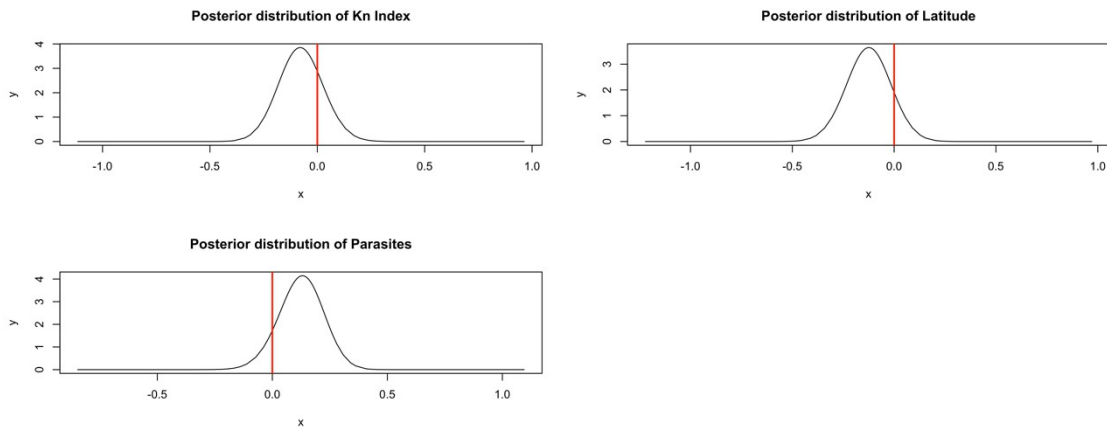 Posterior distribution of Kn Index
y
4
3
2
1
0
-1.0 -0.5 0.0 0.5 1.0
x
Posterior distribution of Latitude
y
3
2
1
0
-1.0 -0.5 0.0 0.5 1.0
x
Posterior distribution of Parasites
y
4
3
2
1
0
-0.5 0.0 0.5 1.0
x